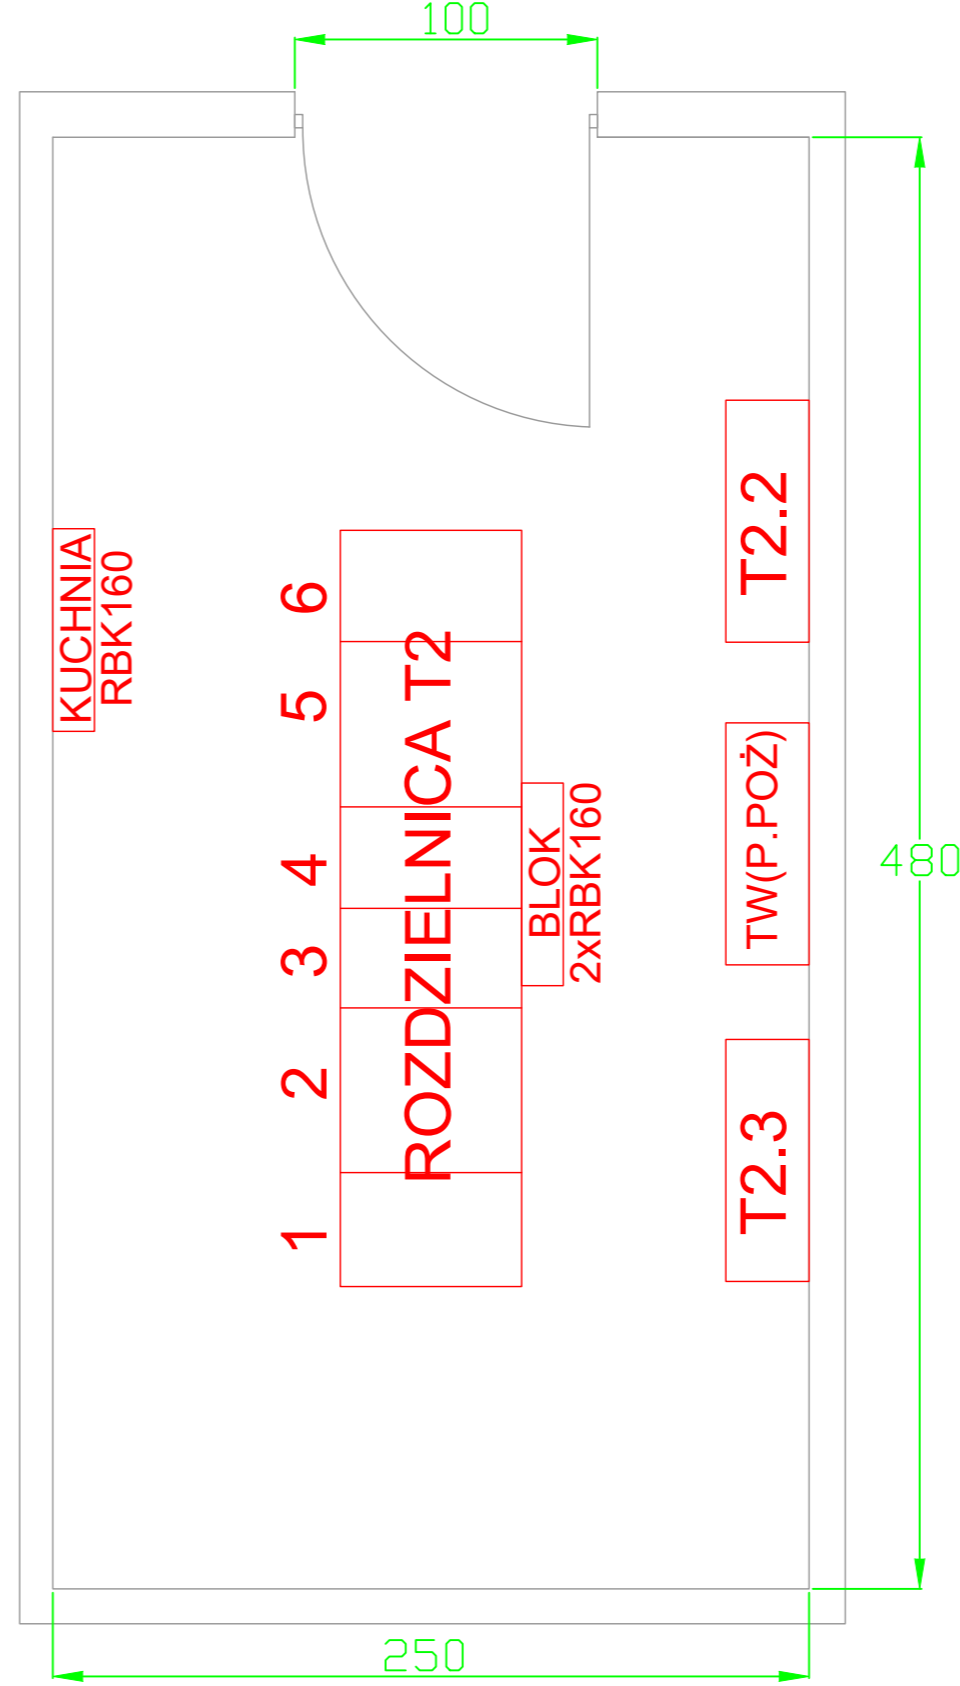 100
KUCHNIA
RBK160
6
5
4
3
2
1
ROZDZIELNICA T2
BLOK
2xRBK160
T2.2
TW(P.POŻ)
T2.3
480
250